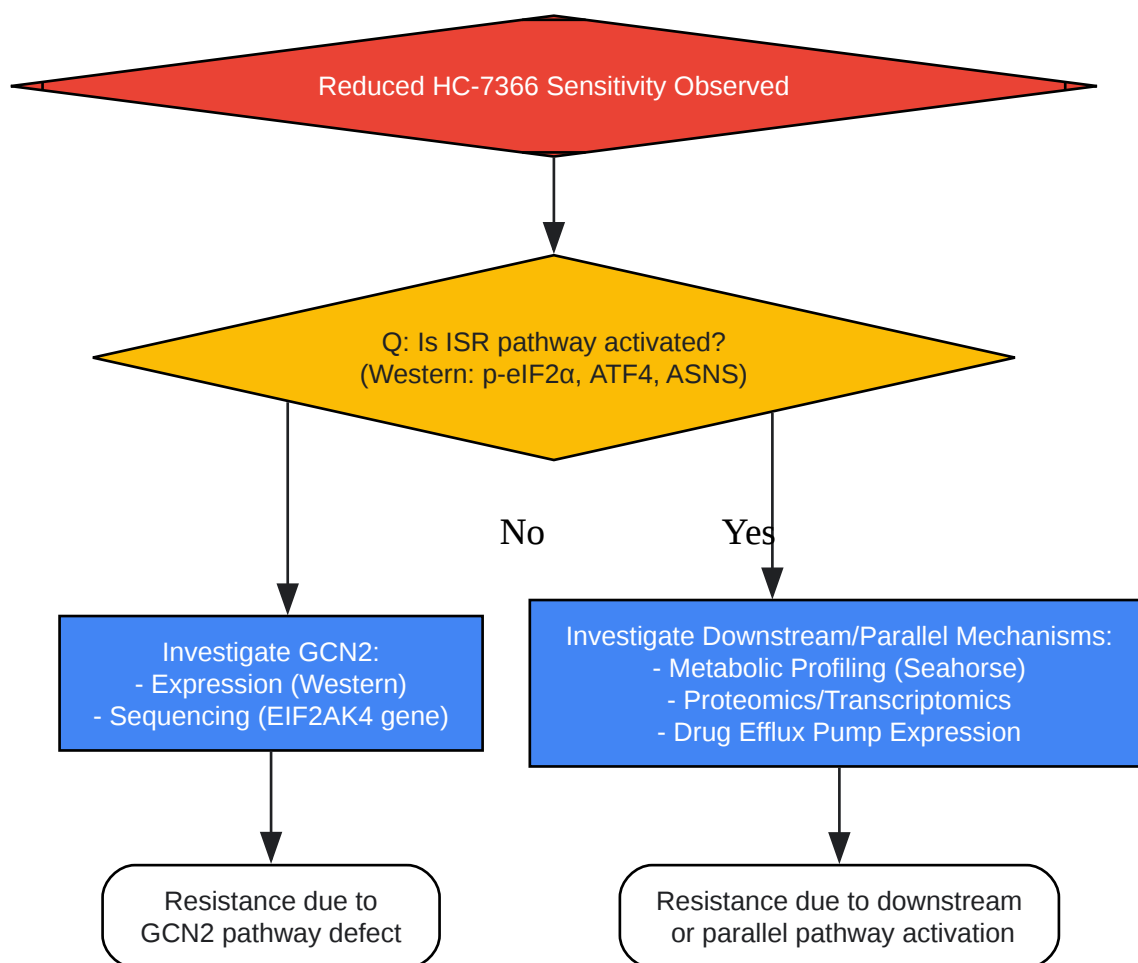 Reduced HC-7366 Sensitivity Observed
Q: Is ISR pathway activated?
(Western: p-eIF2α, ATF4, ASNS)
No
Yes
Investigate GCN2:
- Expression (Western)
- Sequencing (EIF2AK4 gene)
Investigate Downstream/Parallel Mechanisms:
- Metabolic Profiling (Seahorse)
- Proteomics/Transcriptomics
- Drug Efflux Pump Expression
Resistance due to
GCN2 pathway defect
Resistance due to downstream
or parallel pathway activation